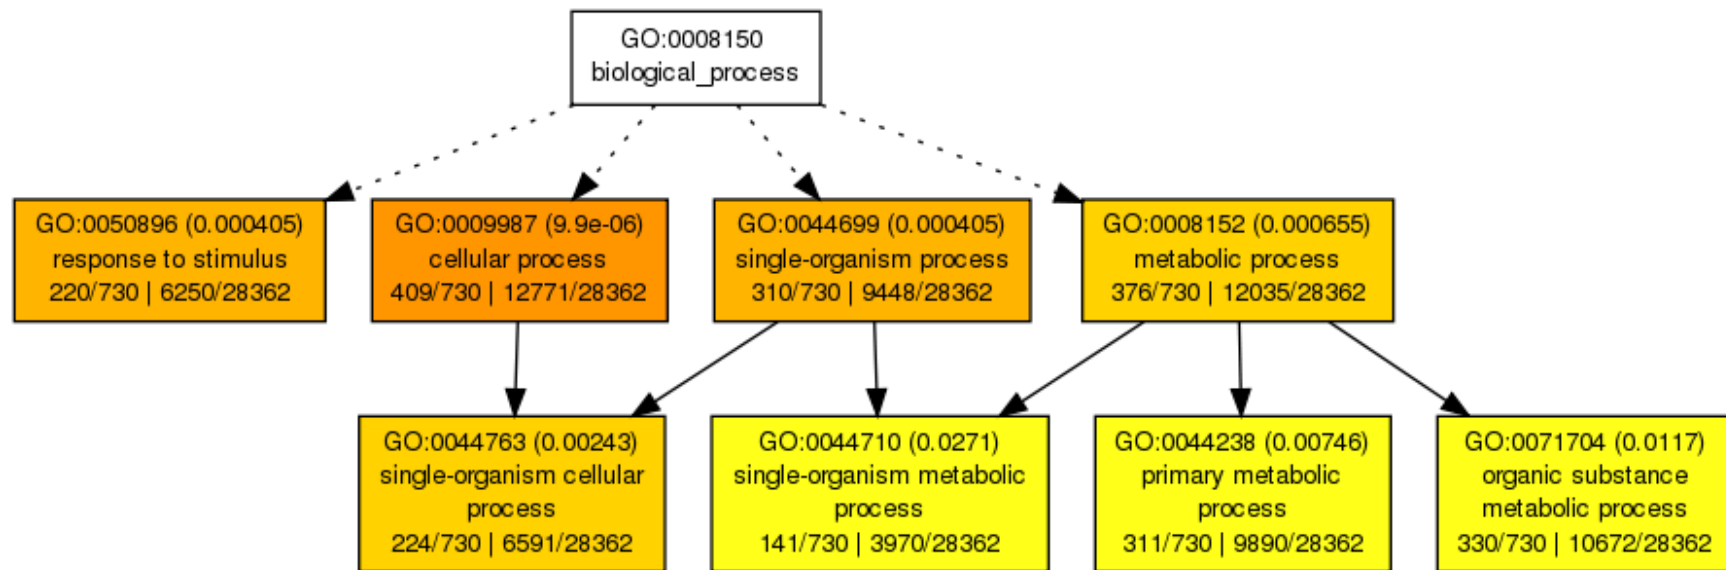 GO:0008150
biological_process
GO:0050896 (0.000405)
response to stimulus
220/730 | 6250/28362
GO:0009987 (9.9e-06)
cellular process
409/730 | 12771/28362
GO:0044699 (0.000405)
single-organism process
310/730 | 9448/28362
GO:0008152 (0.000655)
metabolic process
376/730 | 12035/28362
GO:0044763 (0.00243)
single-organism cellular
process
224/730 | 6591/28362
GO:0044710 (0.0271)
single-organism metabolic
process
141/730 | 3970/28362
GO:0044238 (0.00746)
primary metabolic
process
311/730 | 9890/28362
GO:0071704 (0.0117)
organic substance
metabolic process
330/730 | 10672/28362